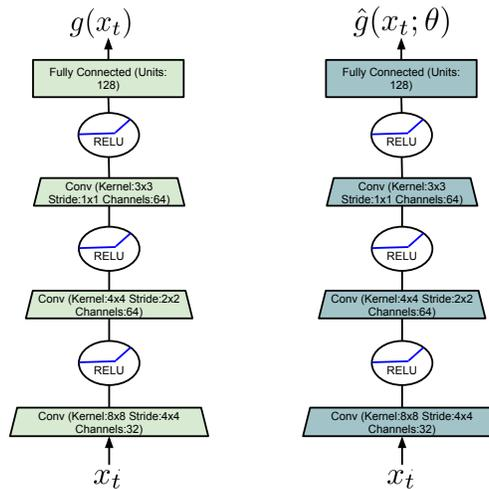 g(x_t)
Fully Connected (Units:
128)
RELU
Conv (Kernel:3x3
Stride:1x1 Channels:64)
RELU
Conv (Kernel:4x4 Stride:2x2
Channels:64)
RELU
Conv (Kernel:8x8 Stride:4x4
Channels:32)
x_t
ĝ(x_t; θ)
Fully Connected (Units:
128)
RELU
Conv (Kernel:3x3
Stride:1x1 Channels:64)
RELU
Conv (Kernel:4x4 Stride:2x2
Channels:64)
RELU
Conv (Kernel:8x8 Stride:4x4
Channels:32)
x_t